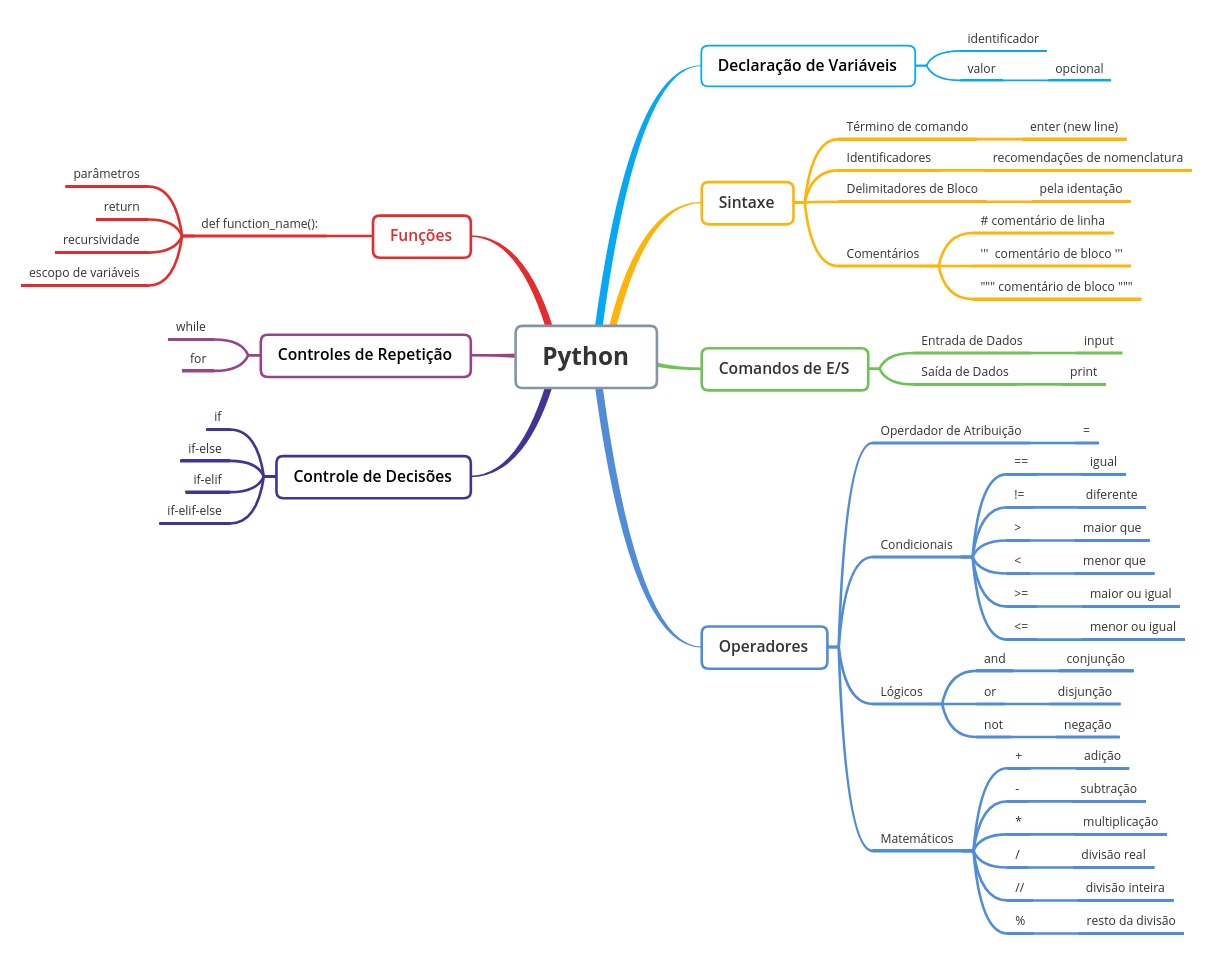 Python
Declaração de Variáveis
identificador
valor opcional
Sintaxe
Término de comando enter (new line)
Identificadores recomendações de nomenclatura
Delimitadores de Bloco pela identação
Comentários
# comentário de linha
''' comentário de bloco '''
""" comentário de bloco """
Comandos de E/S
Entrada de Dados input
Saída de Dados print
Operadores
Operdador de Atribuição =
Condicionais
== igual
!= diferente
> maior que
< menor que
>= maior ou igual
<= menor ou igual
Lógicos
and conjunção
or disjunção
not negação
Matemáticos
+ adição
- subtração
* multiplicação
/ divisão real
// divisão inteira
% resto da divisão
Funções
def function_name():
parâmetros
return
recursividade
escopo de variáveis
Controles de Repetição
while
for
Controle de Decisões
if
if-else
if-elif
if-elif-else